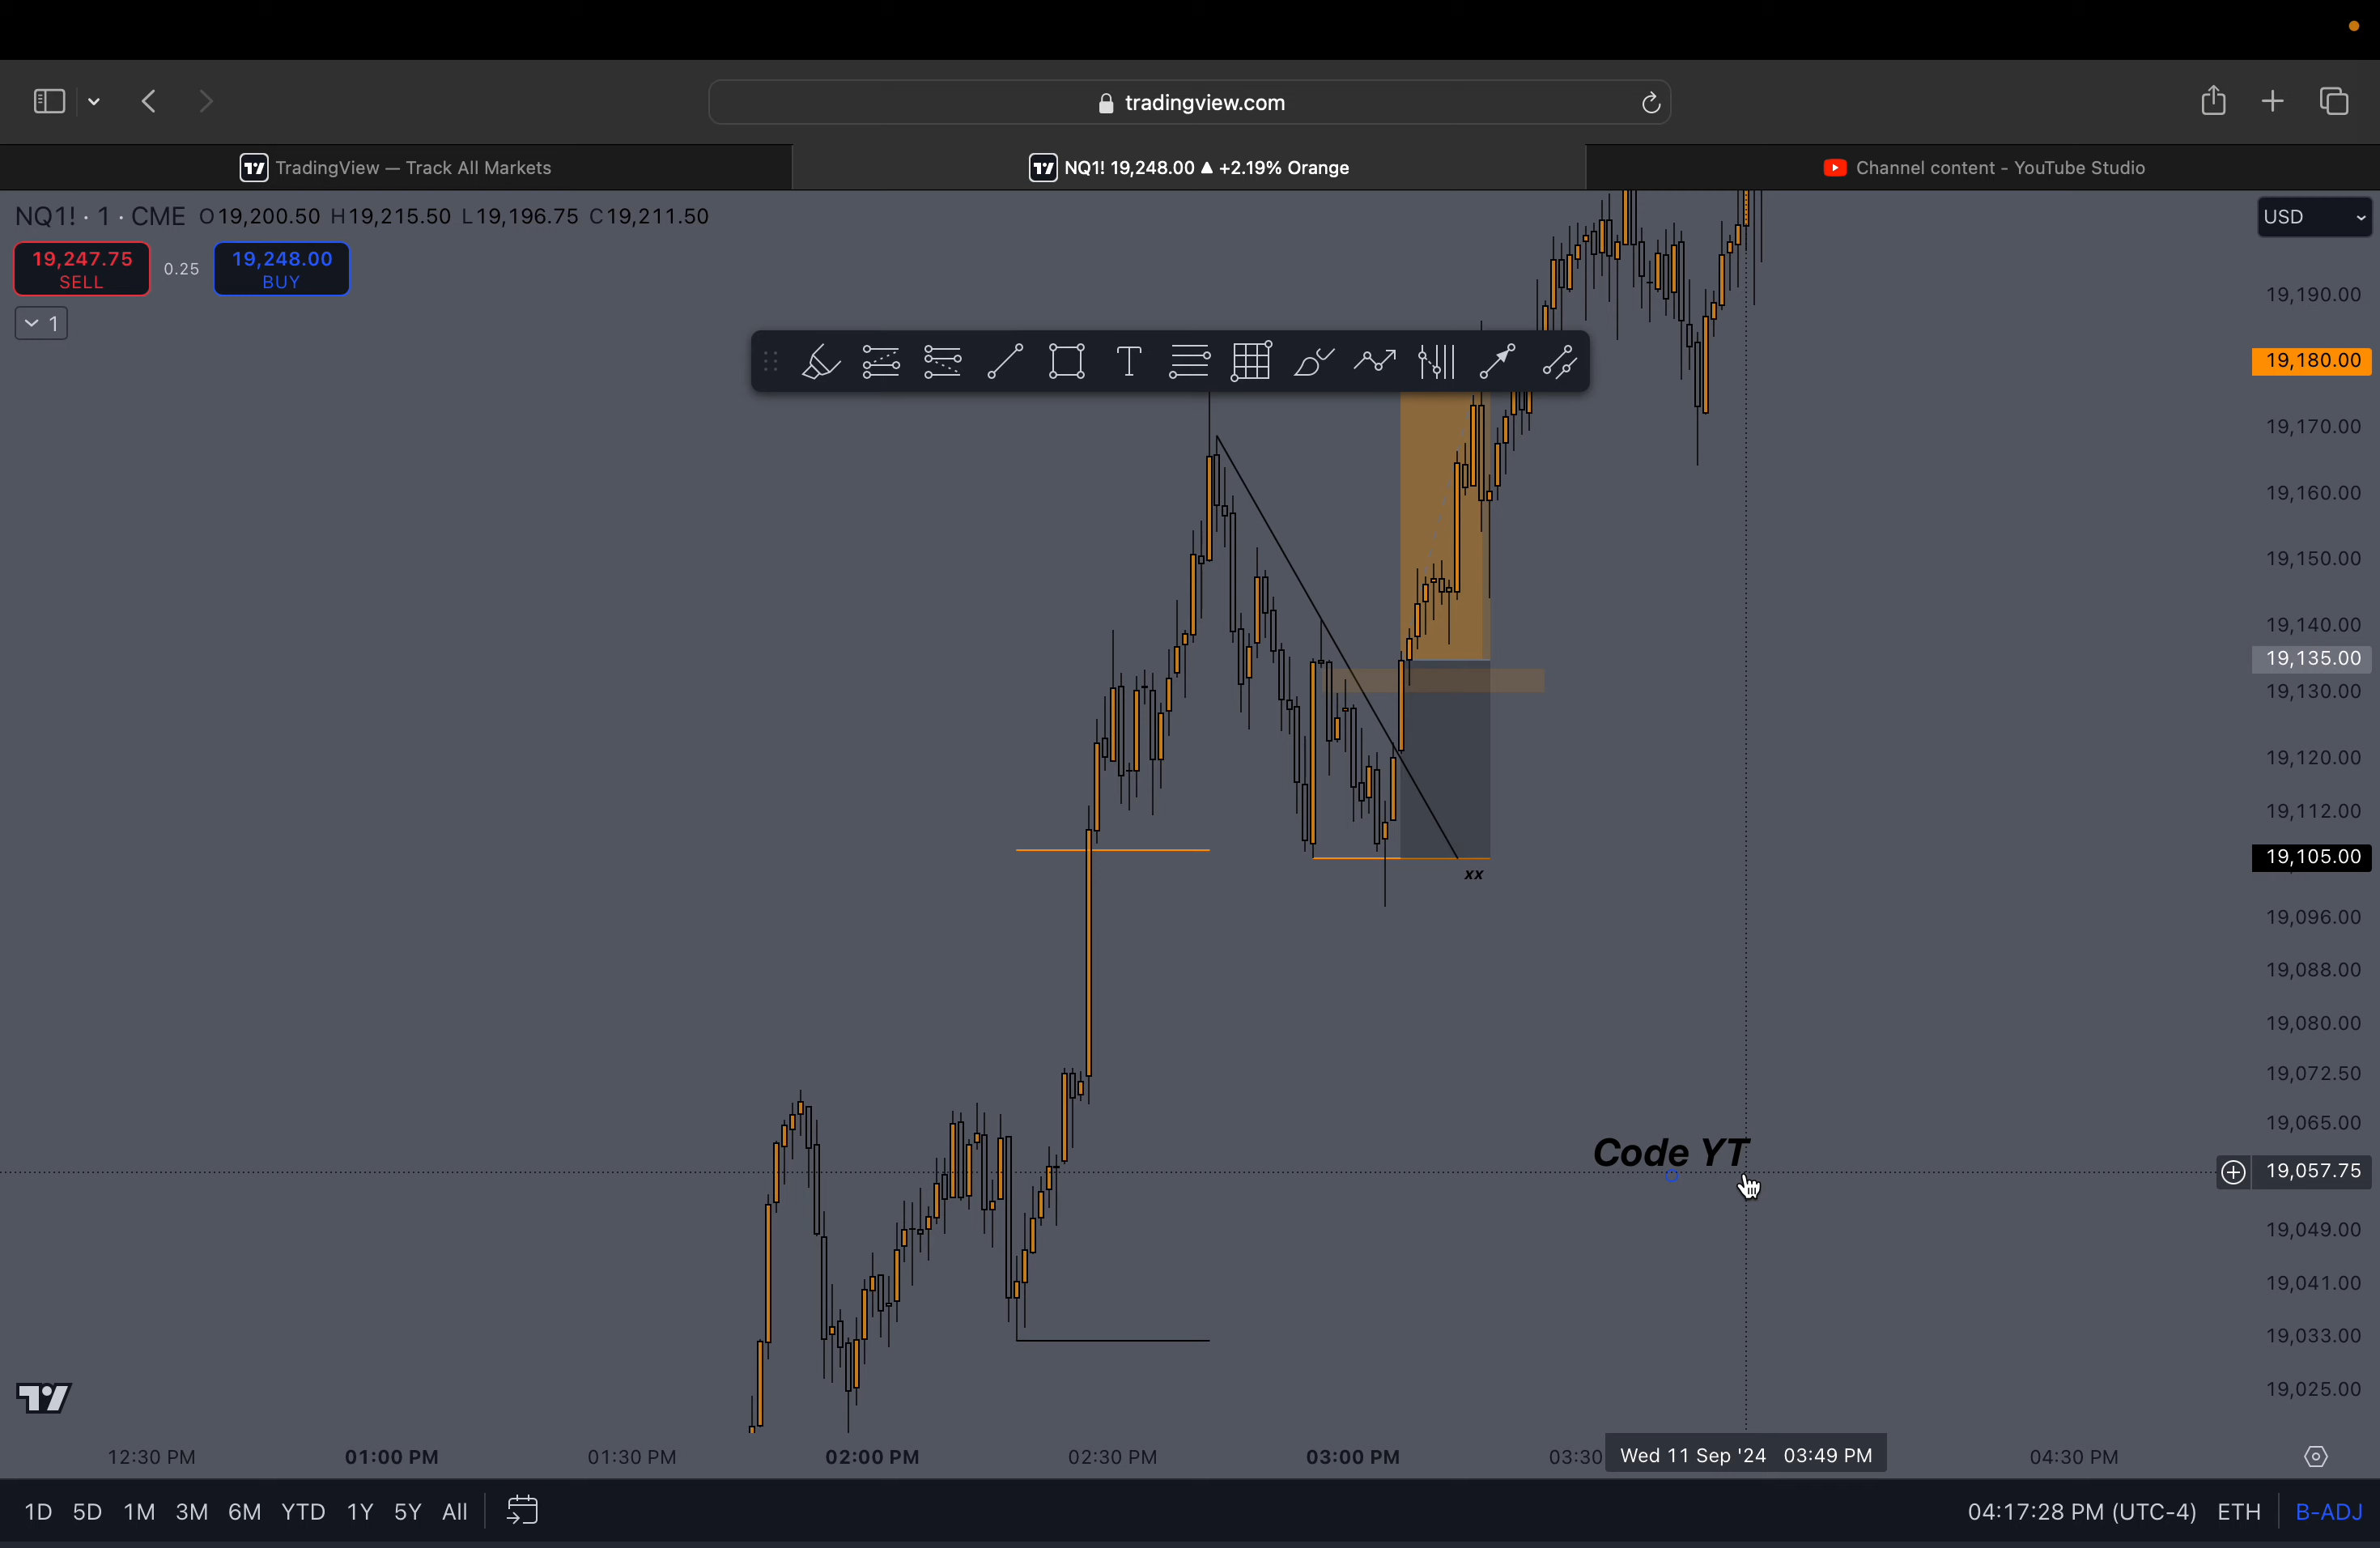 tradingview.com
TradingView — Track All Markets
NQ1! 19,248.00 ▲ +2.19% Orange
Channel content - YouTube Studio
NQ1! · 1 · CME O19,200.50 H19,215.50 L19,196.75 C19,211.50
USD
19,247.75
SELL
0.25
19,248.00
BUY
1
19,190.00
19,180.00
19,170.00
19,160.00
19,150.00
19,140.00
19,135.00
19,130.00
19,120.00
19,112.00
19,105.00
xx
19,096.00
19,088.00
19,080.00
19,072.50
19,065.00
Code YT
19,057.75
19,049.00
19,041.00
19,033.00
19,025.00
12:30 PM 01:00 PM 01:30 PM 02:00 PM 02:30 PM 03:00 PM 03:30 Wed 11 Sep '24 03:49 PM 04:30 PM
1D 5D 1M 3M 6M YTD 1Y 5Y All 04:17:28 PM (UTC-4) ETH B-ADJ